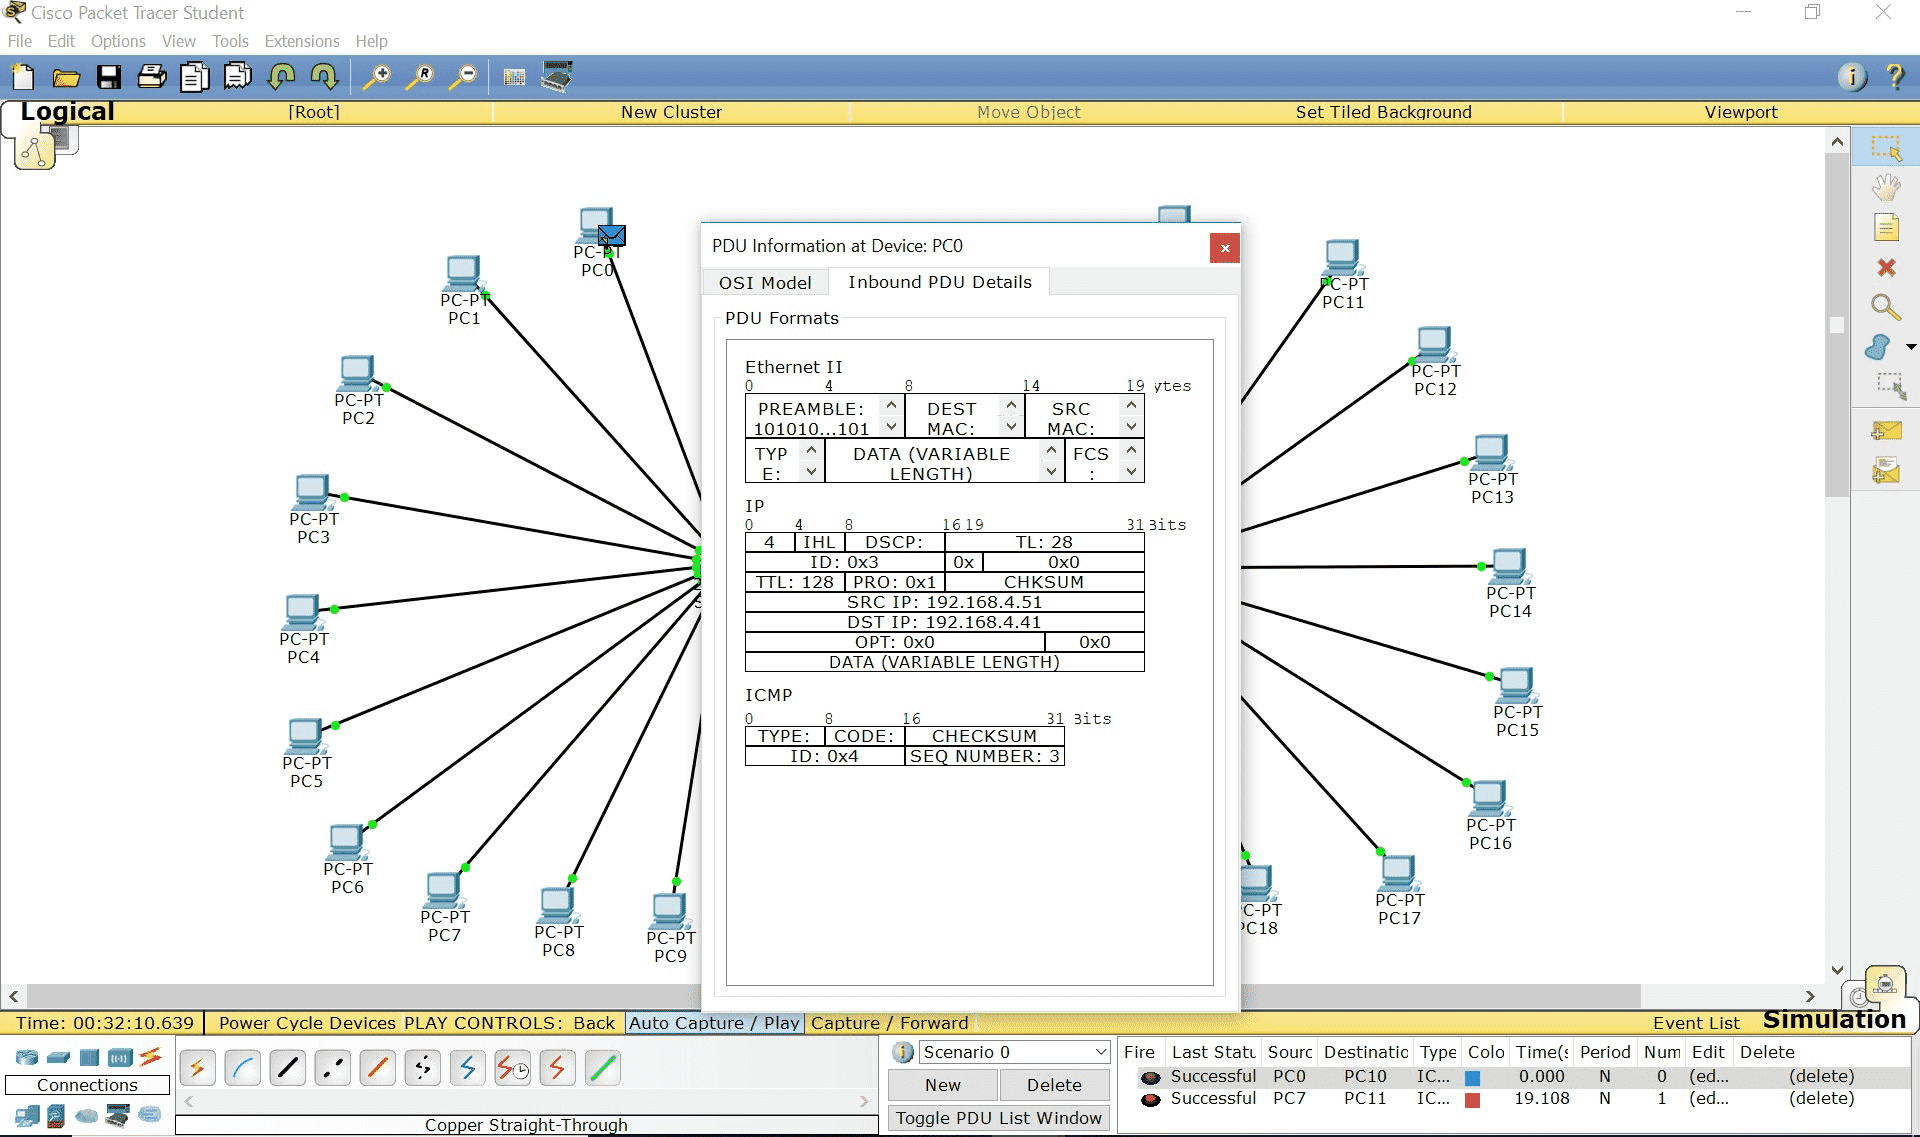 Cisco Packet Tracer Student
File Edit Options View Tools Extensions Help
Logical [Root] New Cluster Move Object Set Tiled Background Viewport
PC-PT
PC0
PC-PT
PC1
PC-PT
PC2
PC-PT
PC3
PC-PT
PC4
PC-PT
PC5
PC-PT
PC6
PC-PT
PC7
PC-PT
PC8
PC-PT
PC9
PDU Information at Device: PC0
OSI Model Inbound PDU Details
PDU Formats
Ethernet II
0 4 8 14 19 ytes
PREAMBLE: DEST SRC
101010...101 MAC: MAC:
TYP DATA (VARIABLE FCS
E: LENGTH) :
IP
0 4 8 16 19 31 Bits
4 IHL DSCP: TL: 28
ID: 0x3 0x 0x0
TTL: 128 PRO: 0x1 CHKSUM
SRC IP: 192.168.4.51
DST IP: 192.168.4.41
OPT: 0x0 0x0
DATA (VARIABLE LENGTH)
ICMP
0 8 16 31 Bits
TYPE: CODE: CHECKSUM
ID: 0x4 SEQ NUMBER: 3
C-PT
PC11
PC-PT
PC12
PC-PT
PC13
PC-PT
PC14
PC-PT
PC15
PC-PT
PC16
PC-PT
PC17
C-PT
PC18
Time: 00:32:10.639 Power Cycle Devices PLAY CONTROLS: Back Auto Capture / Play Capture / Forward Event List Simulation
Connections
Copper Straight-Through
Scenario 0
New Delete
Toggle PDU List Window
Fire Last Statu Sourc Destinatic Type Colo Time(s Period Num Edit Delete
Successful PC0 PC10 IC... 0.000 N 0 (ed... (delete)
Successful PC7 PC11 IC... 19.108 N 1 (ed... (delete)